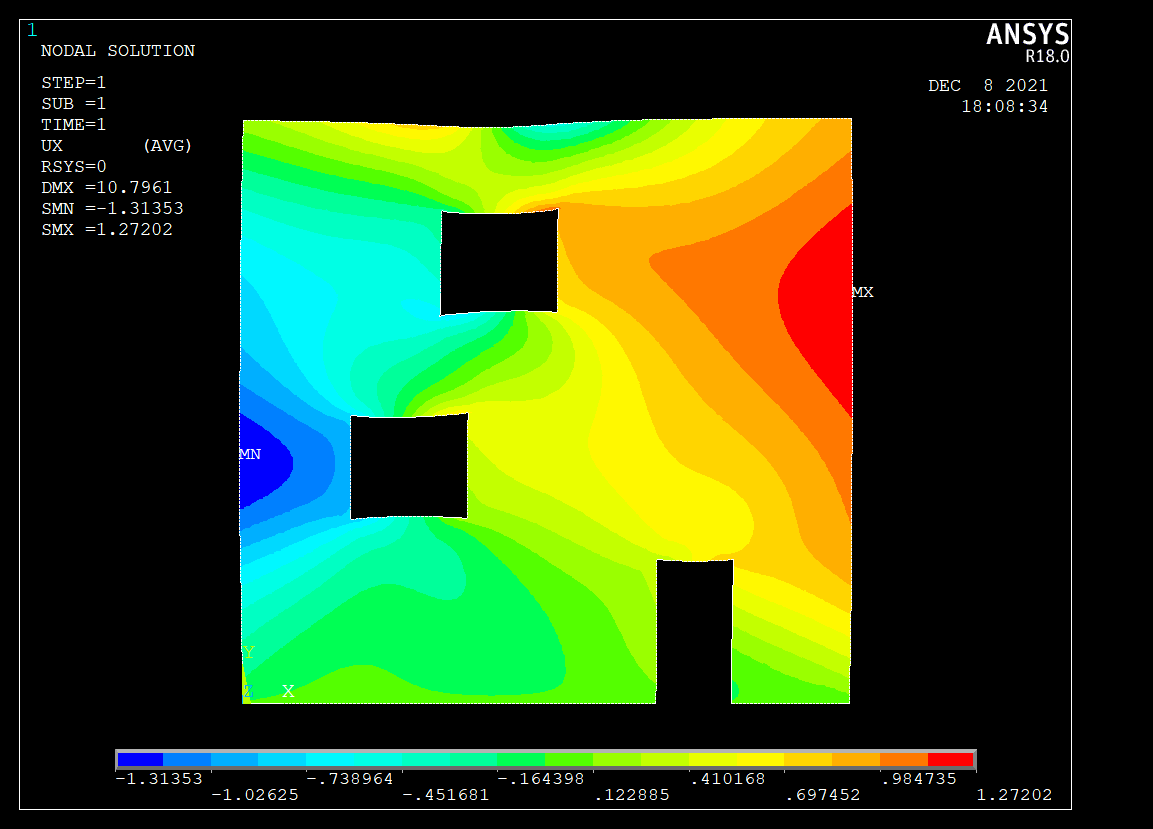 1
ANSYS
R18.0
NODAL SOLUTION
STEP=1
SUB =1
TIME=1
UX (AVG)
RSYS=0
DMX =10.7961
SMN =-1.31353
SMX =1.27202
DEC 8 2021
18:08:34
MX
MN
Y
Z X
-1.31353 -.738964 -.164398 .410168 .984735
-1.02625 -.451681 .122885 .697452 1.27202